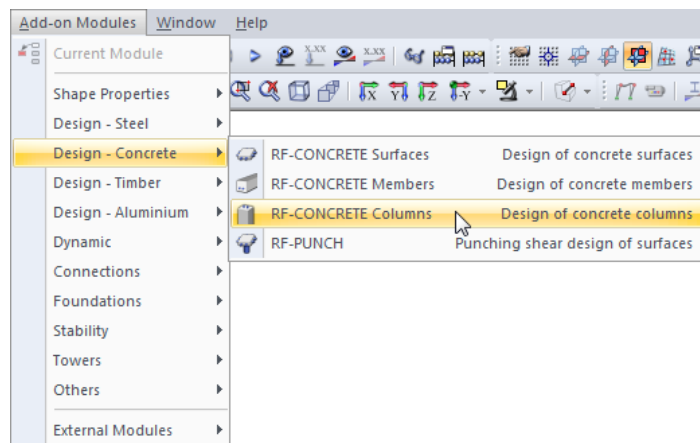 Add-on Modules Window Help
Current Module
x.xx x.xx
Shape Properties
X Y Z -Y
Design - Steel
Design - Concrete
RF-CONCRETE Surfaces Design of concrete surfaces
Design - Timber
RF-CONCRETE Members Design of concrete members
Design - Aluminium
RF-CONCRETE Columns Design of concrete columns
Dynamic
RF-PUNCH Punching shear design of surfaces
Connections
Foundations
Stability
Towers
Others
External Modules